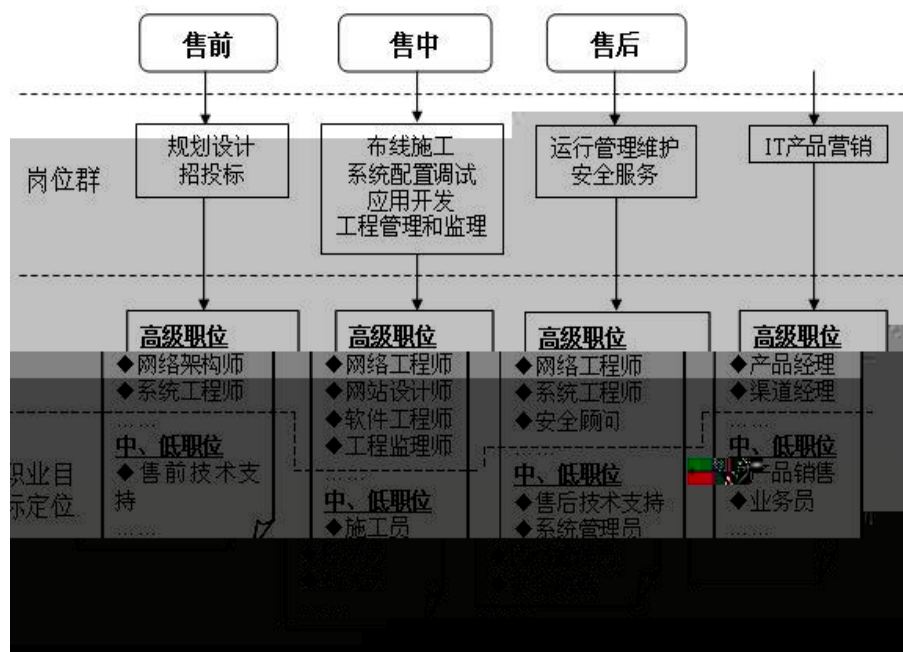 售前
售中
售后
岗位群
规划设计
招投标
布线施工
系统配置调试
应用开发
工程管理和监理
运行管理维护
安全服务
IT产品营销
高级职位
◆网络架构师
◆系统工程师
……
中、低职位
◆售前技术支
持
……
高级职位
◆网络工程师
◆网站设计师
◆软件工程师
◆工程监理师
……
中、低职位
◆施工员
高级职位
◆网络工程师
◆系统工程师
◆安全顾问
……
中、低职位
◆售后技术支持
◆系统管理员
高级职位
◆产品经理
◆渠道经理
……
中、低职位
产品销售
◆业务员
……
职业目
标定位